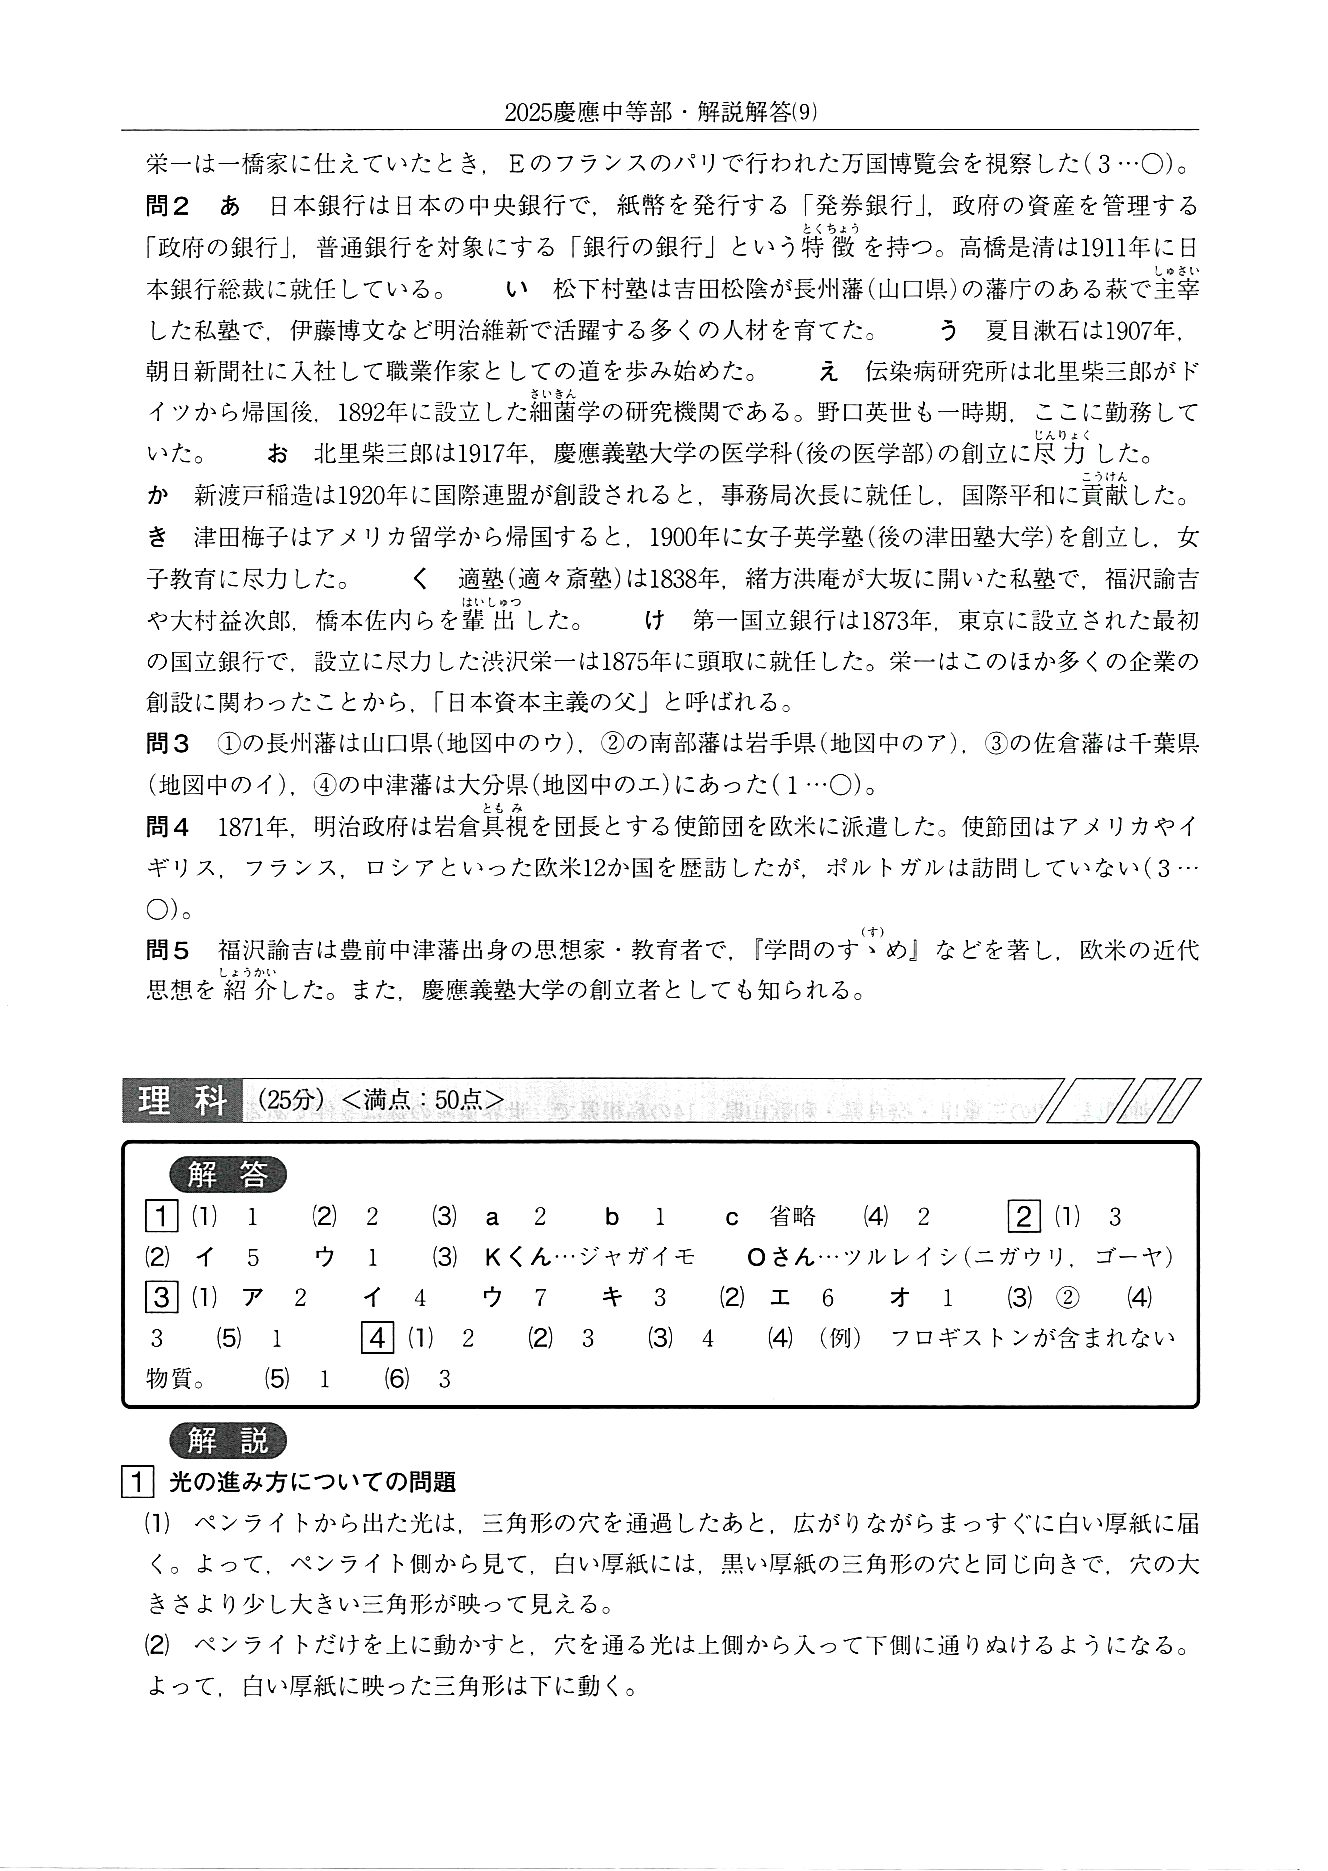 2025慶應中等部・解説解答(9)
栄一は一橋家に仕えていたとき，Ｅのフランスのパリで行われた万国博覧会を視察した(３…○)。
問２　あ　日本銀行は日本の中央銀行で，紙幣を発行する「発券銀行」，政府の資産を管理する
「政府の銀行」，普通銀行を対象にする「銀行の銀行」という特徴(とくちょう)を持つ。高橋是清は1911年に日
本銀行総裁に就任している。　い　松下村塾は吉田松陰が長州藩(山口県)の藩庁のある萩で主宰(しゅさい)
した私塾で，伊藤博文など明治維新で活躍する多くの人材を育てた。　う　夏目漱石は1907年，
朝日新聞社に入社して職業作家としての道を歩み始めた。　え　伝染病研究所は北里柴三郎がド
イツから帰国後，1892年に設立した細菌(さいきん)学の研究機関である。野口英世も一時期，ここに勤務して
いた。　お　北里柴三郎は1917年，慶應義塾大学の医学科(後の医学部)の創立に尽力(じんりょく)した。
か　新渡戸稲造は1920年に国際連盟が創設されると，事務局次長に就任し，国際平和に貢献(こうけん)した。
き　津田梅子はアメリカ留学から帰国すると，1900年に女子英学塾(後の津田塾大学)を創立し，女
子教育に尽力した。　く　適塾(適々斎塾)は1838年，緒方洪庵が大坂に開いた私塾で，福沢諭吉
や大村益次郎，橋本佐内らを輩出(はいしゅつ)した。　け　第一国立銀行は1873年，東京に設立された最初
の国立銀行で，設立に尽力した渋沢栄一は1875年に頭取に就任した。栄一はこのほか多くの企業の
創設に関わったことから，「日本資本主義の父」と呼ばれる。
問３　①の長州藩は山口県(地図中のウ)，②の南部藩は岩手県(地図中のア)，③の佐倉藩は千葉県
(地図中のイ)，④の中津藩は大分県(地図中のエ)にあった(１…○)。
問４　1871年，明治政府は岩倉具視(ともみ)を団長とする使節団を欧米に派遣した。使節団はアメリカやイ
ギリス，フランス，ロシアといった欧米12か国を歴訪したが，ポルトガルは訪問していない(３…
○)。
問５　福沢諭吉は豊前中津藩出身の思想家・教育者で，『学問のすゝ(す)め』などを著し，欧米の近代
思想を紹介(しょうかい)した。また，慶應義塾大学の創立者としても知られる。
理科　(25分)　＜満点：50点＞
解答
1　(1)　1　(2)　2　(3)　a　2　b　1　c　省略　(4)　2　2　(1)　3
(2)　イ　5　ウ　1　(3)　Kくん…ジャガイモ　Oさん…ツルレイシ(ニガウリ，ゴーヤ)
3　(1)　ア　2　イ　4　ウ　7　キ　3　(2)　エ　6　オ　1　(3)　②　(4)
3　(5)　1　4　(1)　2　(2)　3　(3)　4　(4)　(例)　フロギストンが含まれない
物質。　(5)　1　(6)　3
解説
1　光の進み方についての問題
(1)　ペンライトから出た光は，三角形の穴を通過したあと，広がりながらまっすぐに白い厚紙に届
く。よって，ペンライト側から見て，白い厚紙には，黒い厚紙の三角形の穴と同じ向きで，穴の大
きさより少し大きい三角形が映って見える。
(2)　ペンライトだけを上に動かすと，穴を通る光は上側から入って下側に通りぬけるようになる。
よって，白い厚紙に映った三角形は下に動く。